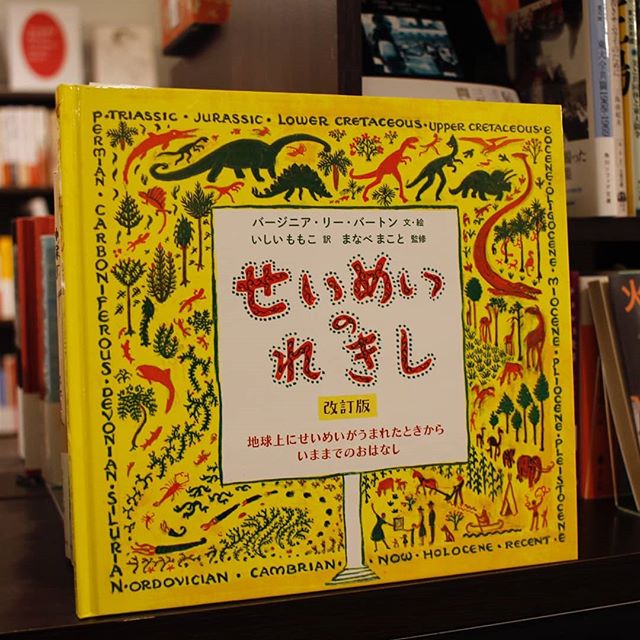 P·TRIASSIC · JURASSIC · LOWER CRETACEOUS · UPPER CRETACEOUS ·
EOCENE · OLIGOCENE · MIOCENE · PLIOCENE · PLEISTOCENE
PERMIAN · CARBONIFEROUS · DEVONIAN · SILURIAN
バージニア・リー・バートン 文・絵
いしい ももこ 訳 まなべ まこと 監修
せいめい
の
れきし
改訂版
地球上にせいめいがうまれたときから
いままでのおはなし
·ORDOVICIAN · CAMBRIAN · NOW · HOLOCENE · RECENT ·